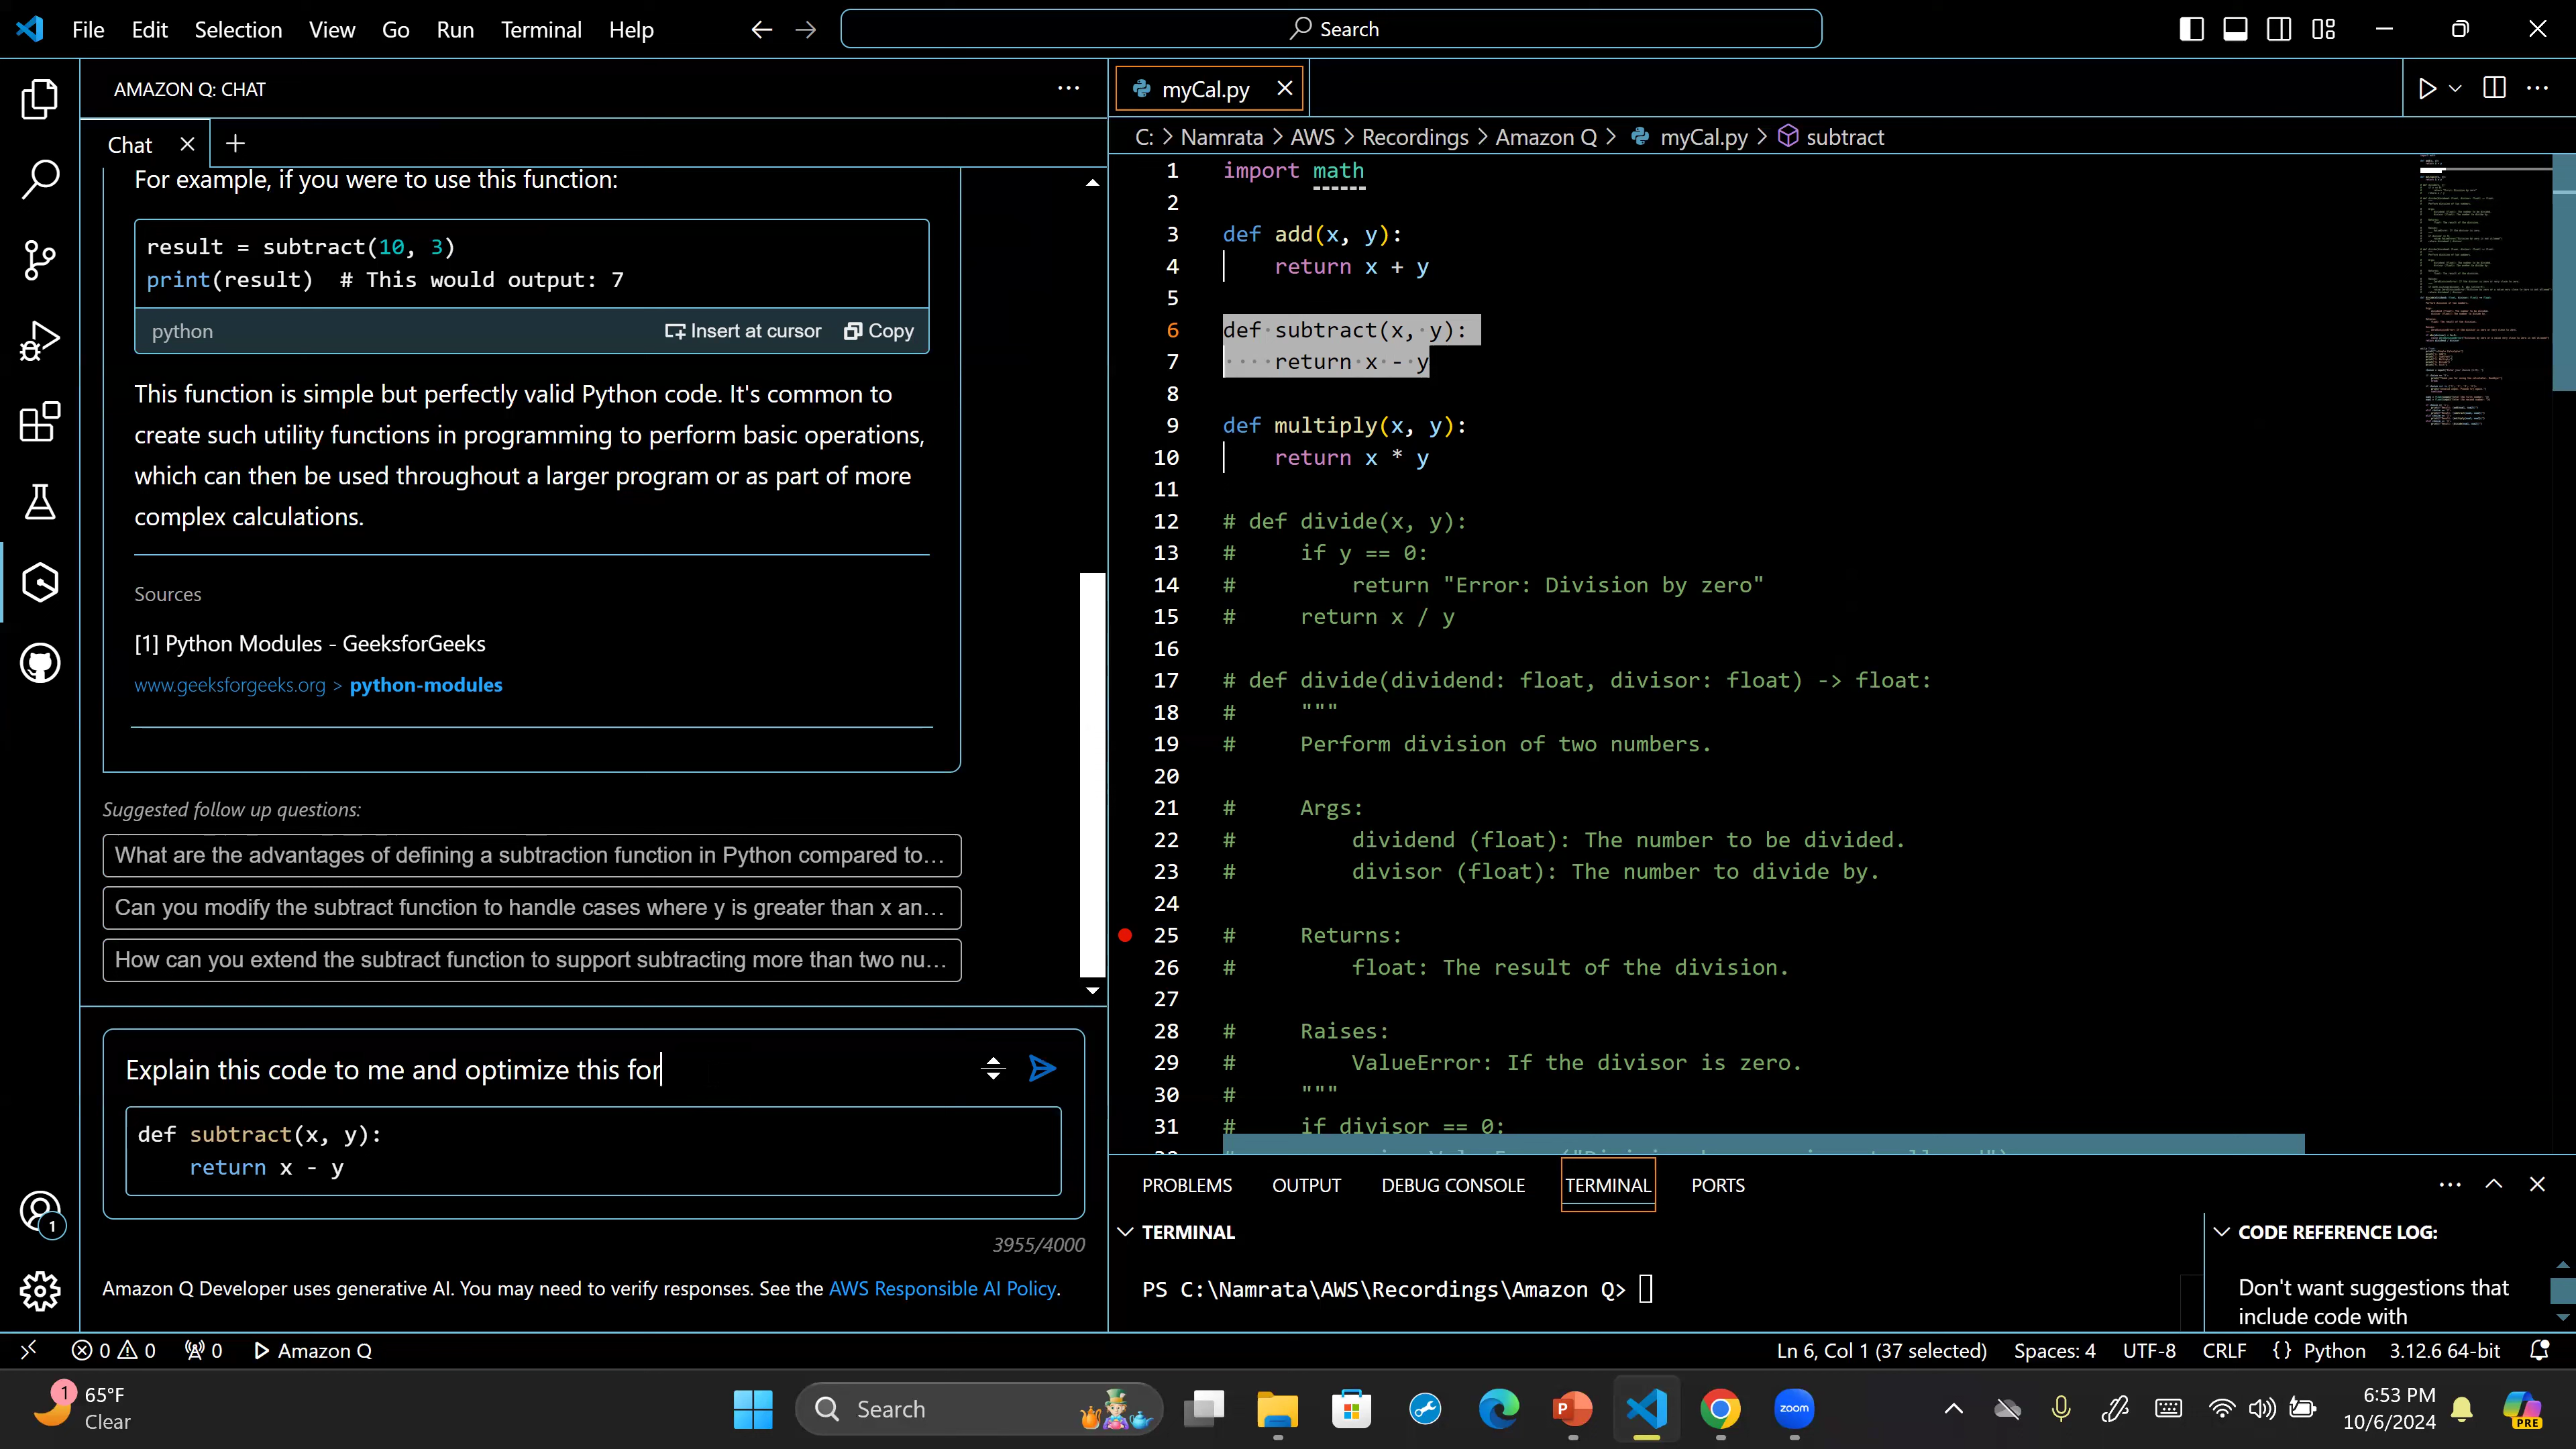 File Edit Selection View Go Run Terminal Help
Search
AMAZON Q: CHAT
Chat
For example, if you were to use this function:
result = subtract(10, 3)
print(result)  # This would output: 7
python Insert at cursor Copy
This function is simple but perfectly valid Python code. It's common to
create such utility functions in programming to perform basic operations,
which can then be used throughout a larger program or as part of more
complex calculations.
Sources
[1] Python Modules - GeeksforGeeks
www.geeksforgeeks.org > python-modules
Suggested follow up questions:
What are the advantages of defining a subtraction function in Python compared to...
Can you modify the subtract function to handle cases where y is greater than x an...
How can you extend the subtract function to support subtracting more than two nu...
Explain this code to me and optimize this for
def subtract(x, y):
    return x - y
3955/4000
Amazon Q Developer uses generative AI. You may need to verify responses. See the AWS Responsible AI Policy.
myCal.py
C: > Namrata > AWS > Recordings > Amazon Q > myCal.py > subtract
1 import math
2
3 def add(x, y):
4     return x + y
5
6 def subtract(x, y):
7     return x - y
8
9 def multiply(x, y):
10     return x * y
11
12 # def divide(x, y):
13 #     if y == 0:
14 #         return "Error: Division by zero"
15 #     return x / y
16
17 # def divide(dividend: float, divisor: float) -> float:
18 #     """
19 #     Perform division of two numbers.
20
21 #     Args:
22 #         dividend (float): The number to be divided.
23 #         divisor (float): The number to divide by.
24
25 #     Returns:
26 #         float: The result of the division.
27
28 #     Raises:
29 #         ValueError: If the divisor is zero.
30 #     """
31 #     if divisor == 0:
PROBLEMS OUTPUT DEBUG CONSOLE TERMINAL PORTS
TERMINAL
PS C:\Namrata\AWS\Recordings\Amazon Q>
CODE REFERENCE LOG:
Don't want suggestions that
include code with
0 0 0 Amazon Q
Ln 6, Col 1 (37 selected) Spaces: 4 UTF-8 CRLF {} Python 3.12.6 64-bit
1
1
65°F
Clear
Search
zoom
6:53 PM
10/6/2024
PRE